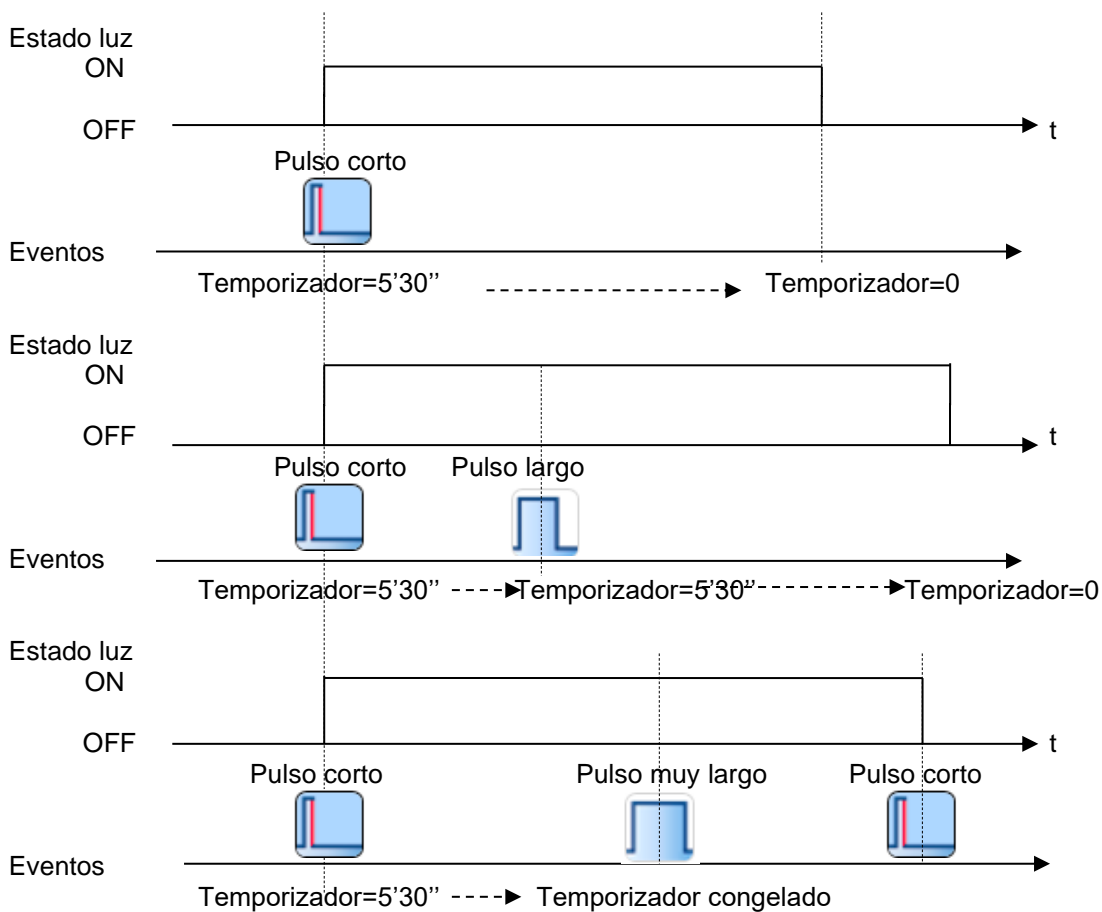 Estado luz
ON
OFF
t
Pulso corto
Eventos
Temporizador=5'30'' Temporizador=0
Estado luz
ON
OFF
t
Pulso corto Pulso largo
Eventos
Temporizador=5'30'' Temporizador=5'30'' Temporizador=0
Estado luz
ON
OFF
t
Pulso corto Pulso muy largo Pulso corto
Eventos
Temporizador=5'30'' Temporizador congelado